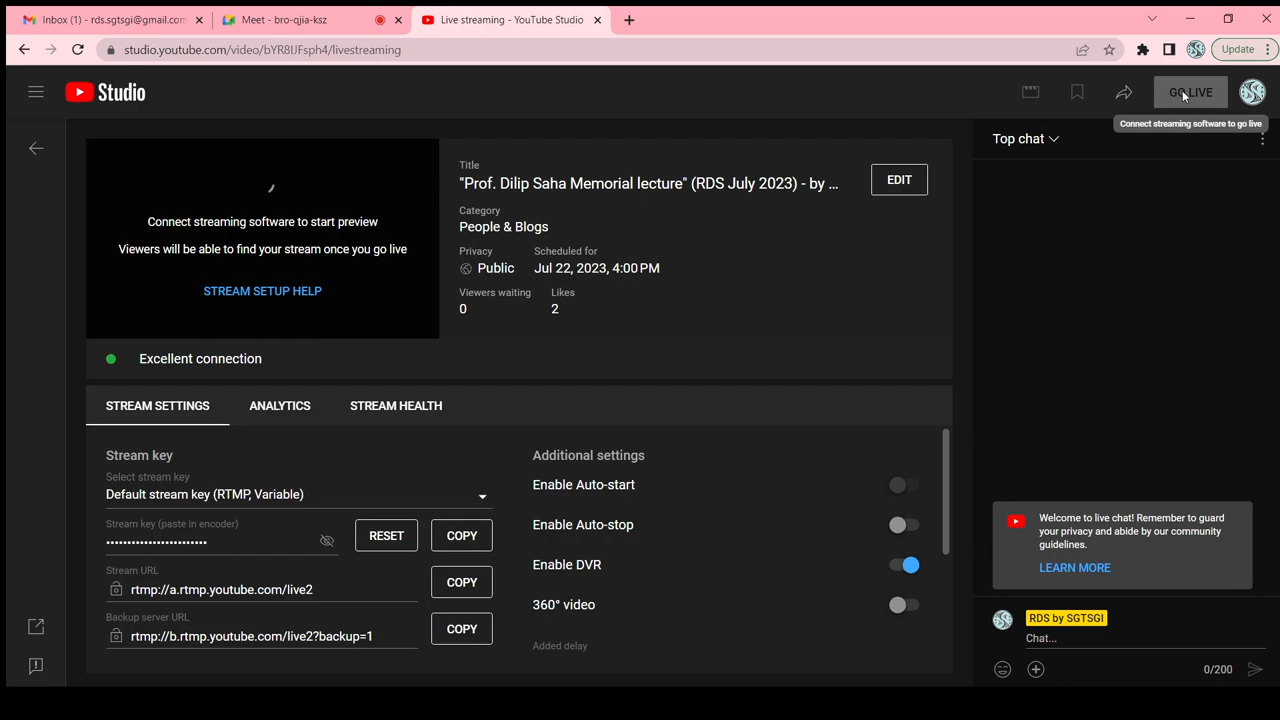 Inbox (1) - rds.sgtsgi@gmail.com
Meet - bro-qjia-ksz
Live streaming - YouTube Studio
studio.youtube.com/video/bYR8IJFsph4/livestreaming
Update
Studio
GO LIVE
Connect streaming software to go live
Connect streaming software to start preview
Viewers will be able to find your stream once you go live
STREAM SETUP HELP
Title
"Prof. Dilip Saha Memorial lecture" (RDS July 2023) - by ...
EDIT
Category
People & Blogs
Privacy
Public
Scheduled for
Jul 22, 2023, 4:00 PM
Viewers waiting
0
Likes
2
Excellent connection
STREAM SETTINGS
ANALYTICS
STREAM HEALTH
Stream key
Select stream key
Default stream key (RTMP, Variable)
Stream key (paste in encoder)
••••••••••••••••••••••••
RESET
COPY
Stream URL
rtmp://a.rtmp.youtube.com/live2
COPY
Backup server URL
rtmp://b.rtmp.youtube.com/live2?backup=1
COPY
Additional settings
Enable Auto-start
Enable Auto-stop
Enable DVR
360° video
Added delay
Top chat
Welcome to live chat! Remember to guard
your privacy and abide by our community
guidelines.
LEARN MORE
RDS by SGTSGI
Chat...
0/200